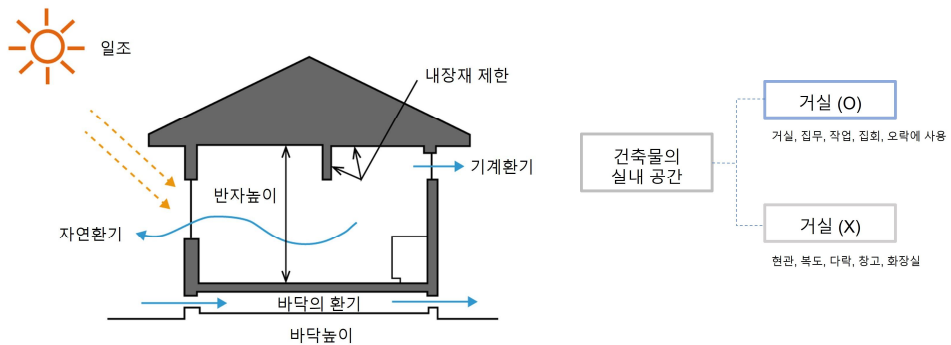 일조
내장재 제한
기계환기
반자높이
자연환기
바닥의 환기
바닥높이
건축물의
실내 공간
거실 (O)
거실, 집무, 작업, 집회, 오락에 사용
거실 (X)
현관, 복도, 다락, 창고, 화장실